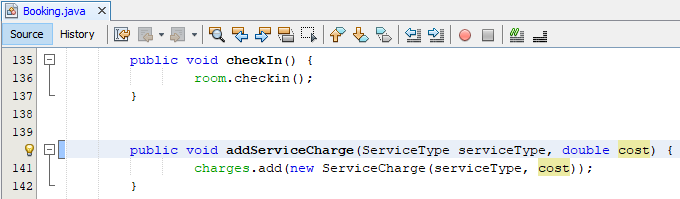 Booking.java
Source History
135 public void checkIn() {
136 room.checkin();
137 }
138
139
public void addServiceCharge(ServiceType serviceType, double cost) {
141 charges.add(new ServiceCharge(serviceType, cost));
142 }